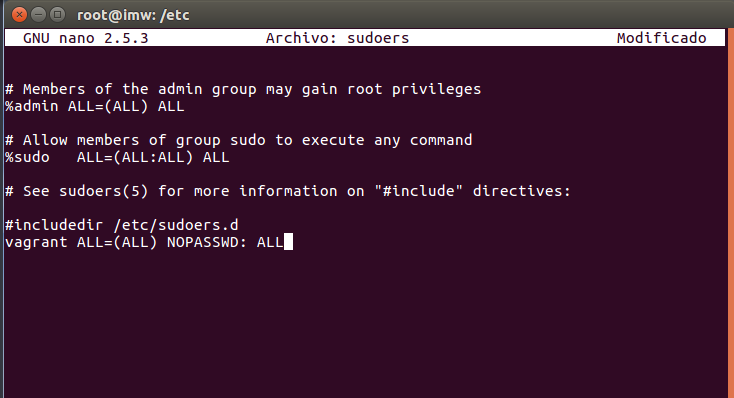 root@imw: /etc
GNU nano 2.5.3 Archivo: sudoers Modificado
# Members of the admin group may gain root privileges
%admin ALL=(ALL) ALL
# Allow members of group sudo to execute any command
%sudo   ALL=(ALL:ALL) ALL
# See sudoers(5) for more information on "#include" directives:
#includedir /etc/sudoers.d
vagrant ALL=(ALL) NOPASSWD: ALL